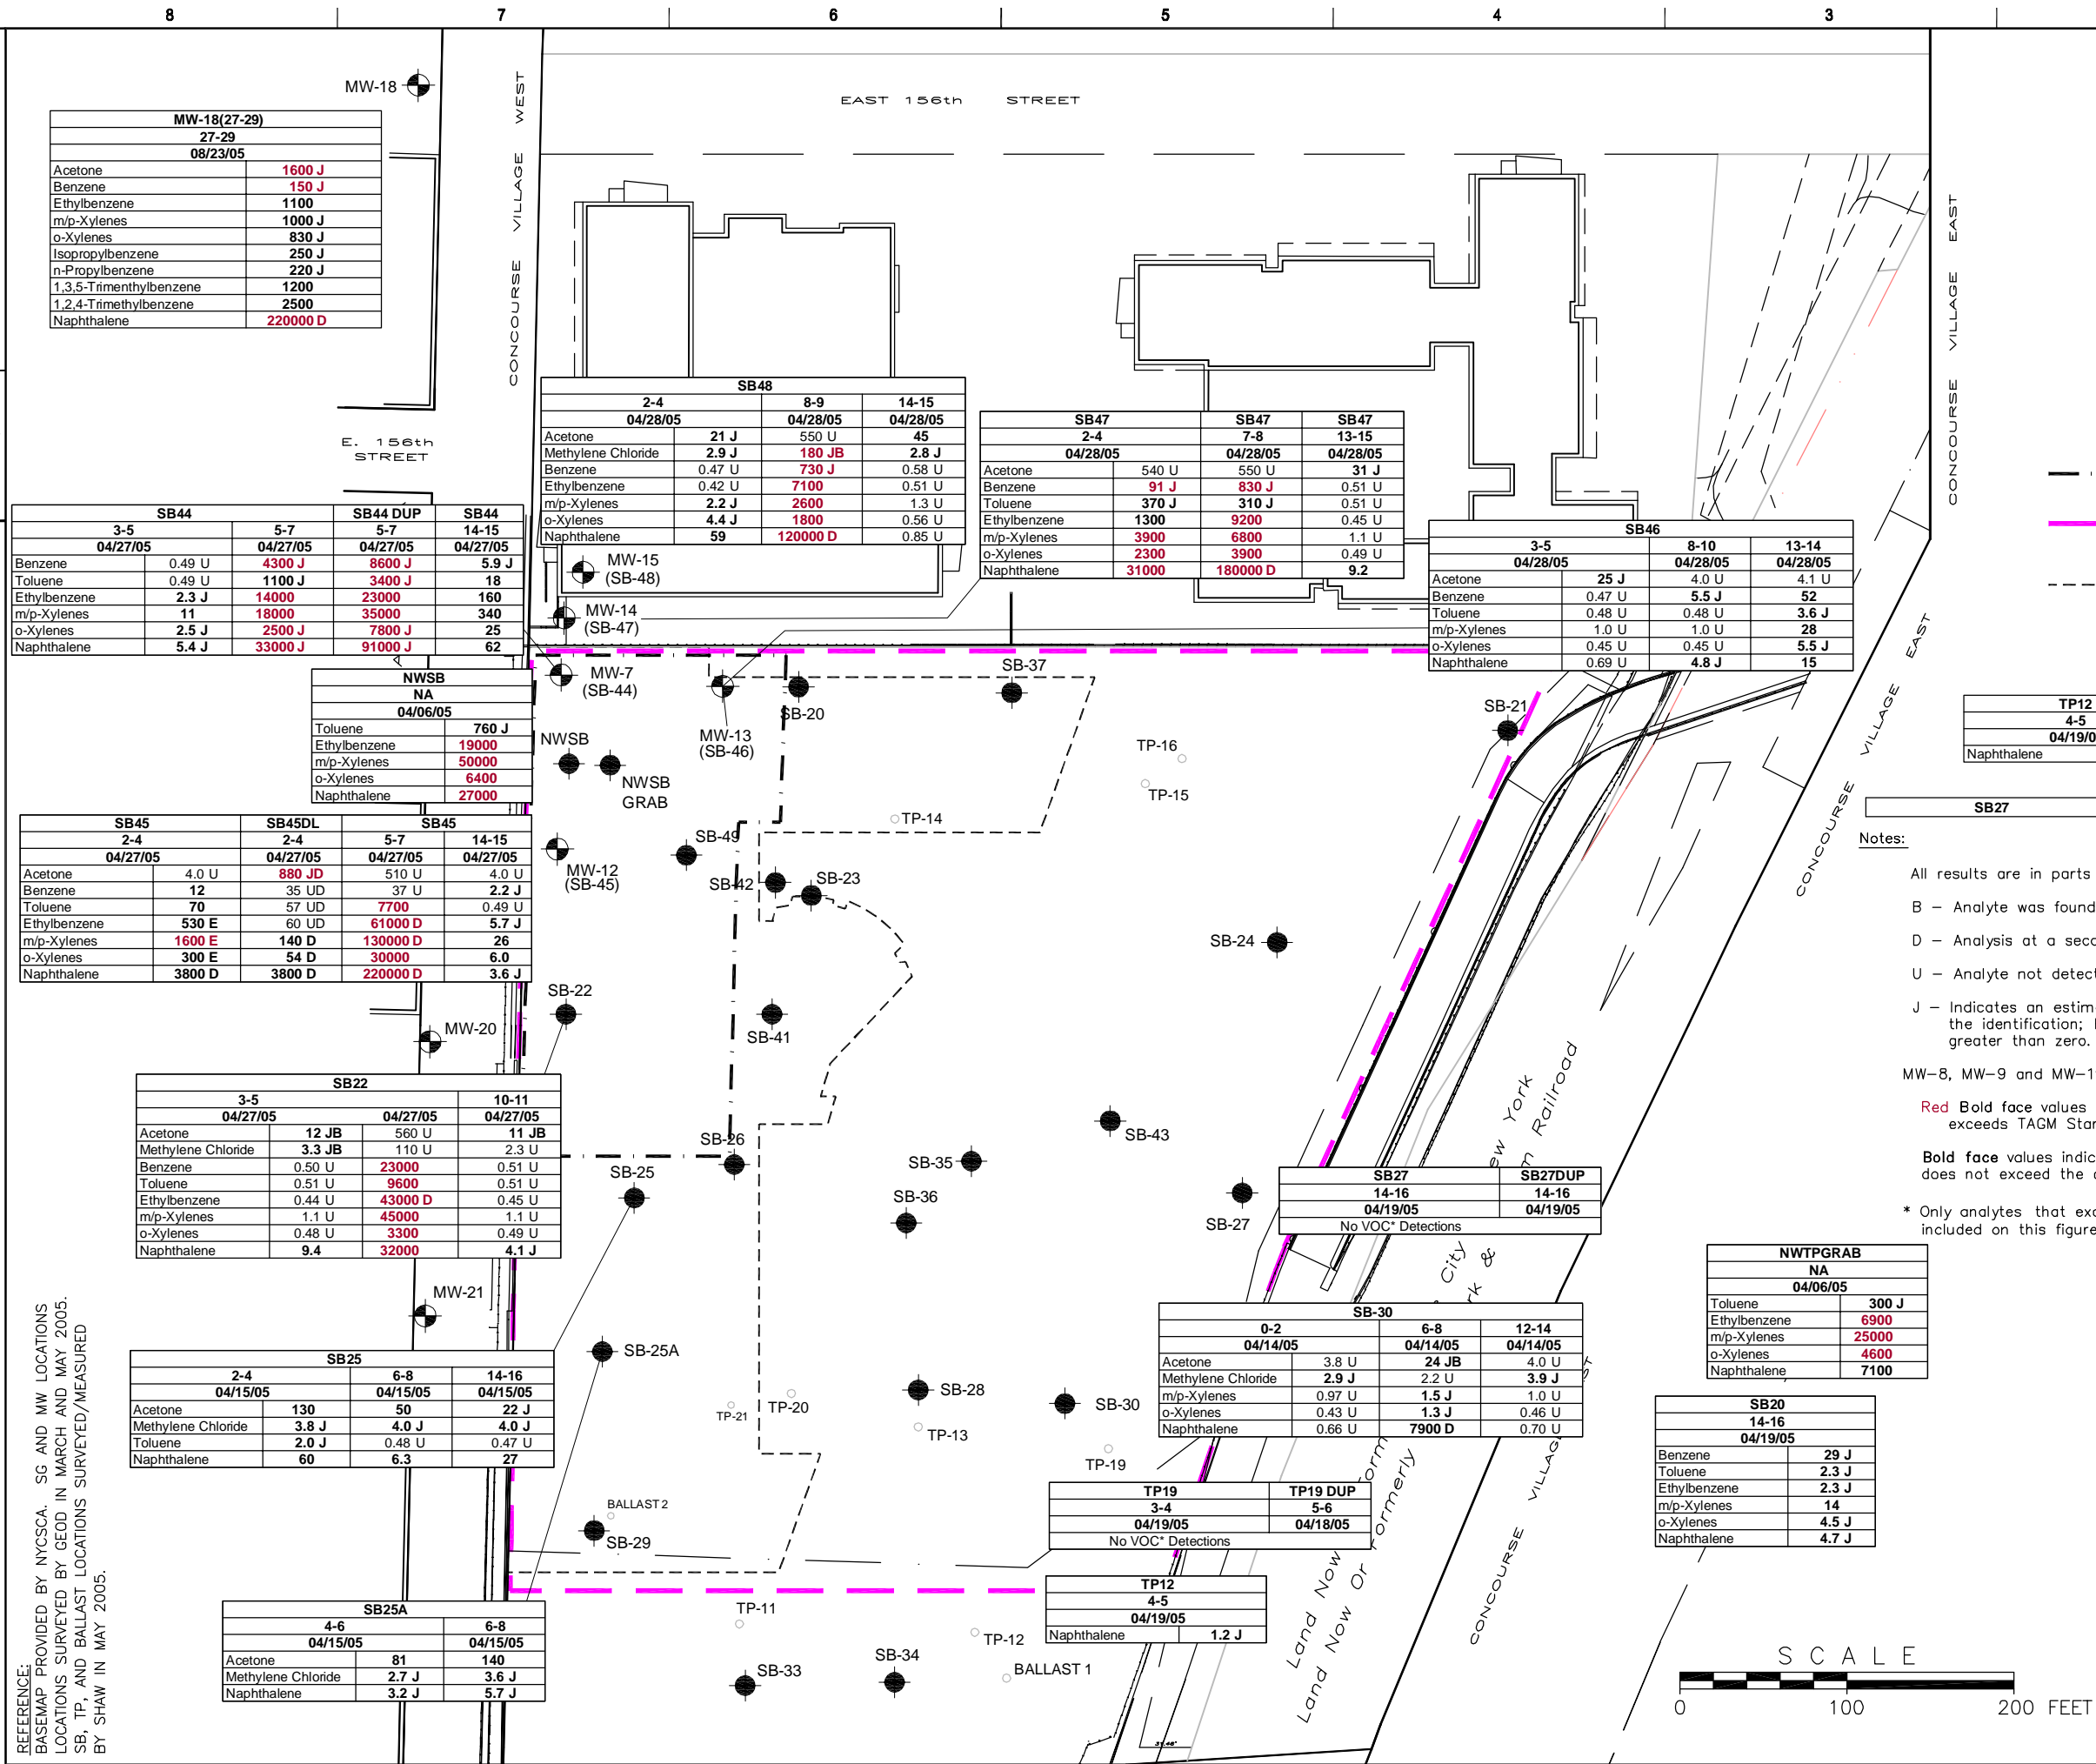 8 7 6 5 4 3
MW-18
EAST 156th STREET
CONCOURSE VILLAGE WEST
CONCOURSE VILLAGE EAST
CONCOURSE VILLAGE EAST
E. 156th
STREET
MW-18(27-29)
27-29
08/23/05
Acetone 1600 J
Benzene 150 J
Ethylbenzene 1100
m/p-Xylenes 1000 J
o-Xylenes 830 J
Isopropylbenzene 250 J
n-Propylbenzene 220 J
1,3,5-Trimenthylbenzene 1200
1,2,4-Trimethylbenzene 2500
Naphthalene 220000 D
SB48
2-4 8-9 14-15
04/28/05 04/28/05 04/28/05
Acetone 21 J 550 U 45
Methylene Chloride 2.9 J 180 JB 2.8 J
Benzene 0.47 U 730 J 0.58 U
Ethylbenzene 0.42 U 7100 0.51 U
m/p-Xylenes 2.2 J 2600 1.3 U
o-Xylenes 4.4 J 1800 0.56 U
Naphthalene 59 120000 D 0.85 U
SB47 SB47 SB47
2-4 7-8 13-15
04/28/05 04/28/05 04/28/05
Acetone 540 U 550 U 31 J
Benzene 91 J 830 J 0.51 U
Toluene 370 J 310 J 0.51 U
Ethylbenzene 1300 9200 0.45 U
m/p-Xylenes 3900 6800 1.1 U
o-Xylenes 2300 3900 0.49 U
Naphthalene 31000 180000 D 9.2
SB46
3-5 8-10 13-14
04/28/05 04/28/05 04/28/05
Acetone 25 J 4.0 U 4.1 U
Benzene 0.47 U 5.5 J 52
Toluene 0.48 U 0.48 U 3.6 J
m/p-Xylenes 1.0 U 1.0 U 28
o-Xylenes 0.45 U 0.45 U 5.5 J
Naphthalene 0.69 U 4.8 J 15
SB44 SB44 DUP SB44
3-5 5-7 5-7 14-15
04/27/05 04/27/05 04/27/05 04/27/05
Benzene 0.49 U 4300 J 8600 J 5.9 J
Toluene 0.49 U 1100 J 3400 J 18
Ethylbenzene 2.3 J 14000 23000 160
m/p-Xylenes 11 18000 35000 340
o-Xylenes 2.5 J 2500 J 7800 J 25
Naphthalene 5.4 J 33000 J 91000 J 62
MW-15
(SB-48)
MW-14
(SB-47)
MW-7
(SB-44)
MW-13
(SB-46)
SB-20
SB-37
SB-21
NWSB
NA
04/06/05
Toluene 760 J
Ethylbenzene 19000
m/p-Xylenes 50000
o-Xylenes 6400
Naphthalene 27000
NWSB
NWSB
GRAB
TP-16
TP-15
TP-14
TP12
4-5
04/19/0
Naphthalene
SB27
SB45 SB45DL SB45
2-4 2-4 5-7 14-15
04/27/05 04/27/05 04/27/05 04/27/05
Acetone 4.0 U 880 JD 510 U 4.0 U
Benzene 12 35 UD 37 U 2.2 J
Toluene 70 57 UD 7700 0.49 U
Ethylbenzene 530 E 60 UD 61000 D 5.7 J
m/p-Xylenes 1600 E 140 D 130000 D 26
o-Xylenes 300 E 54 D 30000 6.0
Naphthalene 3800 D 3800 D 220000 D 3.6 J
MW-12
(SB-45)
SB-49
SB-42
SB-23
SB-24
SB-22
SB-41
MW-20
Notes:
All results are in parts
B – Analyte was found
D – Analysis at a seco
U – Analyte not detect
J – Indicates an estim
the identification;
greater than zero.
MW–8, MW–9 and MW–1
Red Bold face values
exceeds TAGM Star
Bold face values indic
does not exceed the
* Only analytes that exc
included on this figure
SB22
3-5 10-11
04/27/05 04/27/05 04/27/05
Acetone 12 JB 560 U 11 JB
Methylene Chloride 3.3 JB 110 U 2.3 U
Benzene 0.50 U 23000 0.51 U
Toluene 0.51 U 9600 0.51 U
Ethylbenzene 0.44 U 43000 D 0.45 U
m/p-Xylenes 1.1 U 45000 1.1 U
o-Xylenes 0.48 U 3300 0.49 U
Naphthalene 9.4 32000 4.1 J
SB-26
SB-25
SB-35
SB-36
SB-43
SB-27
SB27 SB27DUP
14-16 14-16
04/19/05 04/19/05
No VOC* Detections
ew York
Railroad
City
rk &
NWTPGRAB
NA
04/06/05
Toluene 300 J
Ethylbenzene 6900
m/p-Xylenes 25000
o-Xylenes 4600
Naphthalene 7100
MW-21
SB-25A
SB25
2-4 6-8 14-16
04/15/05 04/15/05 04/15/05
Acetone 130 50 22 J
Methylene Chloride 3.8 J 4.0 J 4.0 J
Toluene 2.0 J 0.48 U 0.47 U
Naphthalene 60 6.3 27
SB-30
0-2 6-8 12-14
04/14/05 04/14/05 04/14/05
Acetone 3.8 U 24 JB 4.0 U
Methylene Chloride 2.9 J 2.2 U 3.9 J
m/p-Xylenes 0.97 U 1.5 J 1.0 U
o-Xylenes 0.43 U 1.3 J 0.46 U
Naphthalene 0.66 U 7900 D 0.70 U
SB-28
SB-30
TP-20
TP-21
TP-13
TP-19
SB20
14-16
04/19/05
Benzene 29 J
Toluene 2.3 J
Ethylbenzene 2.3 J
m/p-Xylenes 14
o-Xylenes 4.5 J
Naphthalene 4.7 J
TP19 TP19 DUP
3-4 5-6
04/19/05 04/18/05
No VOC* Detections
BALLAST 2
SB-29
TP12
4-5
04/19/05
Naphthalene 1.2 J
Land Now
Land Now Or Formerly
CONCOURSE VILLAGE
SB25A
4-6 6-8
04/15/05 04/15/05
Acetone 81 140
Methylene Chloride 2.7 J 3.6 J
Naphthalene 3.2 J 5.7 J
TP-11
TP-12
SB-33
SB-34
BALLAST 1
REFERENCE:
BASEMAP PROVIDED BY NYCSCA. SG AND MW LOCATIONS
LOCATIONS SURVEYED BY GEOD IN MARCH AND MAY 2005.
SB, TP, AND BALLAST LOCATIONS SURVEYED/MEASURED
BY SHAW IN MAY 2005.
SCALE
0 100 200 FEET